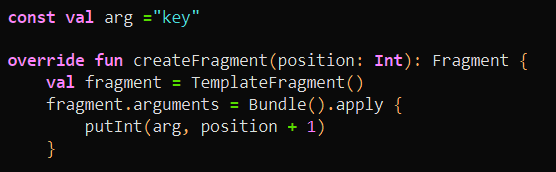 const val arg ="key"
override fun createFragment(position: Int): Fragment {
    val fragment = TemplateFragment()
    fragment.arguments = Bundle().apply {
        putInt(arg, position + 1)
    }